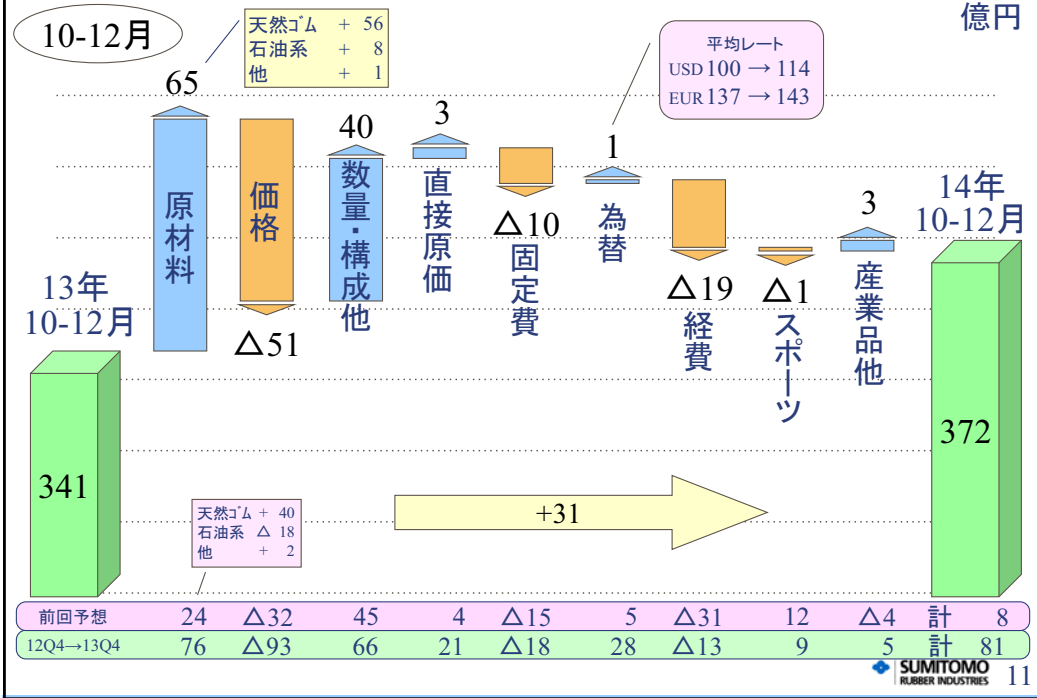 10-12月
億円
天然ゴム + 56
石油系 + 8
他 + 1
平均レート
USD 100 → 114
EUR 137 → 143
65
原材料
価格
△51
40
数量・構成他
3
直接原価
△10
固定費
1
為替
△19
経費
△1
スポーツ
3
産業品他
13年
10-12月
341
14年
10-12月
372
+31
天然ゴム + 40
石油系 △ 18
他 + 2
前回予想 24 △32 45 4 △15 5 △31 12 △4 計 8
12Q4→13Q4 76 △93 66 21 △18 28 △13 9 5 計 81
SUMITOMO
RUBBER INDUSTRIES
11